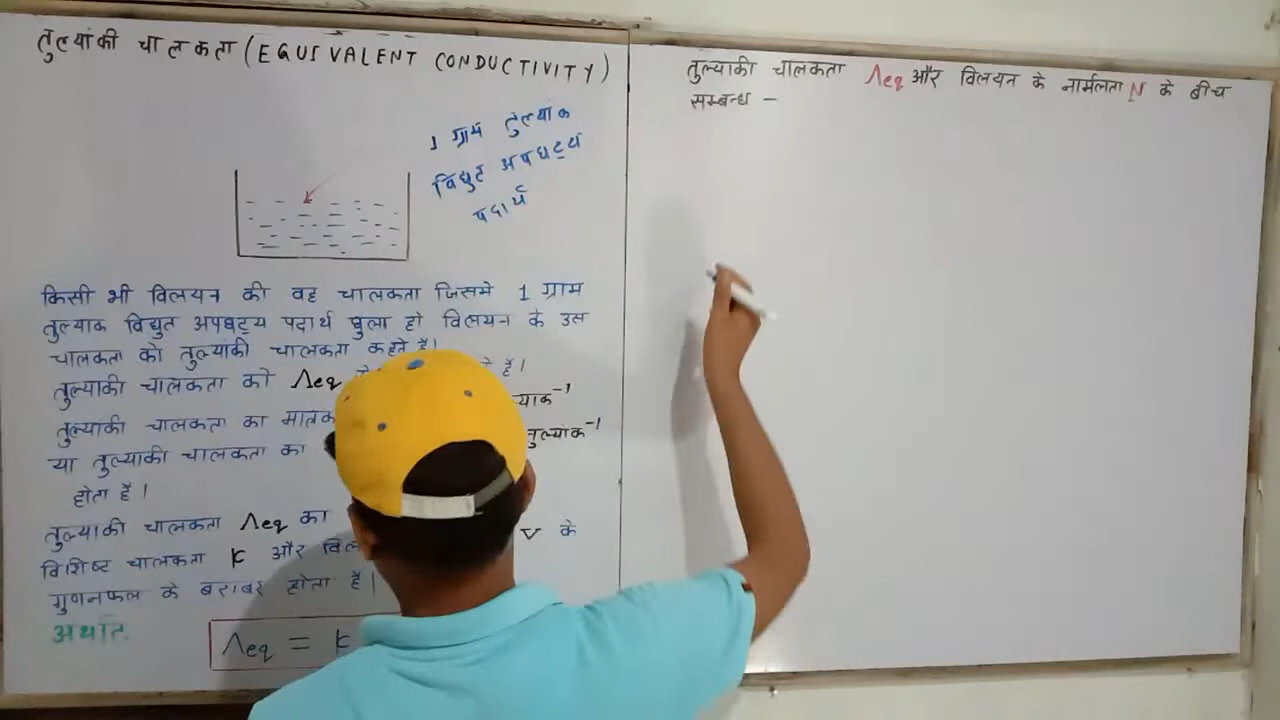 तुल्यांकी चालकता (EQUIVALENT CONDUCTIVITY)
1 ग्राम तुल्यांक
विद्युत अपघट्य
पदार्थ
किसी भी विलयन की वह चालकता जिसमे 1 ग्राम
तुल्यांक विद्युत अपघट्य पदार्थ घुला हो विलयन के उस
चालकता को तुल्यांकी चालकता कहते है।
तुल्यांकी चालकता को Λeq है।
तुल्यांकी चालकता का मात्रक यांक⁻¹
या तुल्यांकी चालकता का तुल्यांक⁻¹
होता है।
तुल्यांकी चालकता Λeq का
विशिष्ट चालकता K और विल V के
गुणनफल के बराबर होता है।
अर्थात
Λeq = K
तुल्यांकी चालकता Λeq और विलयन के नार्मलता N के बीच
सम्बन्ध –